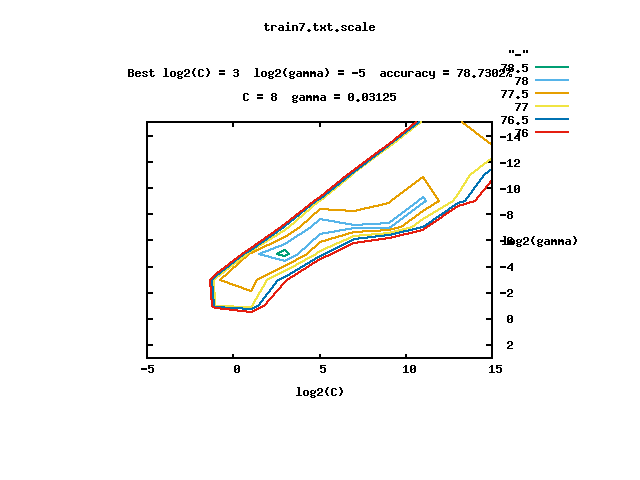 train7.txt.scale
"-"
Best log2(C) = 3  log2(gamma) = -5  accuracy = 78.7302%
78.5
78
77.5
77
76.5
76
C = 8  gamma = 0.03125
-14
-12
-10
-8
-6
-4
-2
0
2
log2(gamma)
-5 0 5 10 15
log2(C)